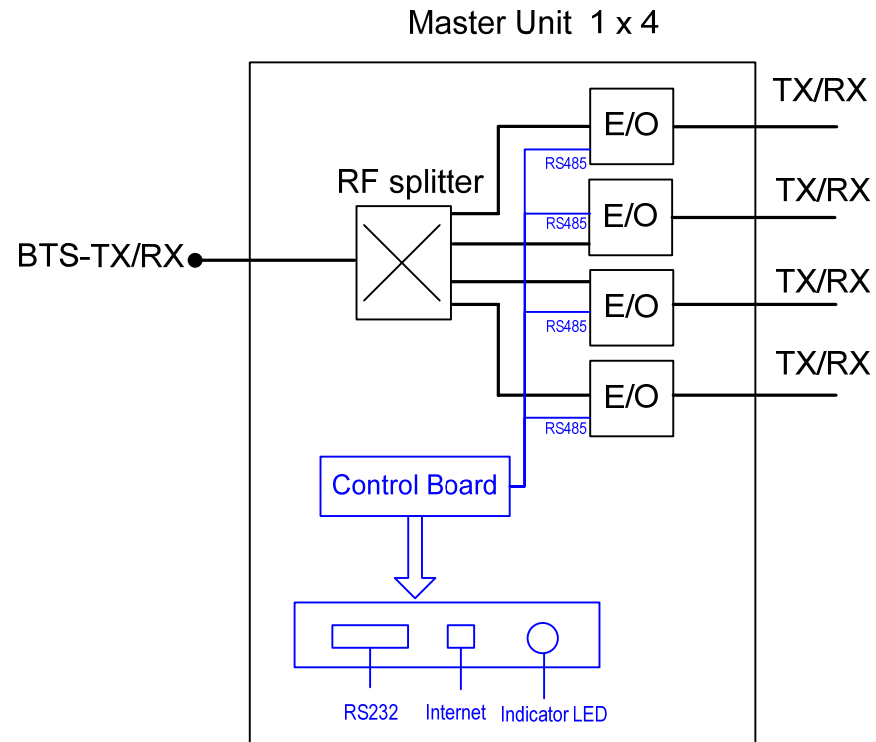 Master Unit 1 x 4
TX/RX
E/O
RS485
RF splitter
TX/RX
E/O
RS485
BTS-TX/RX
TX/RX
E/O
RS485
TX/RX
E/O
RS485
Control Board
RS232 Internet Indicator LED